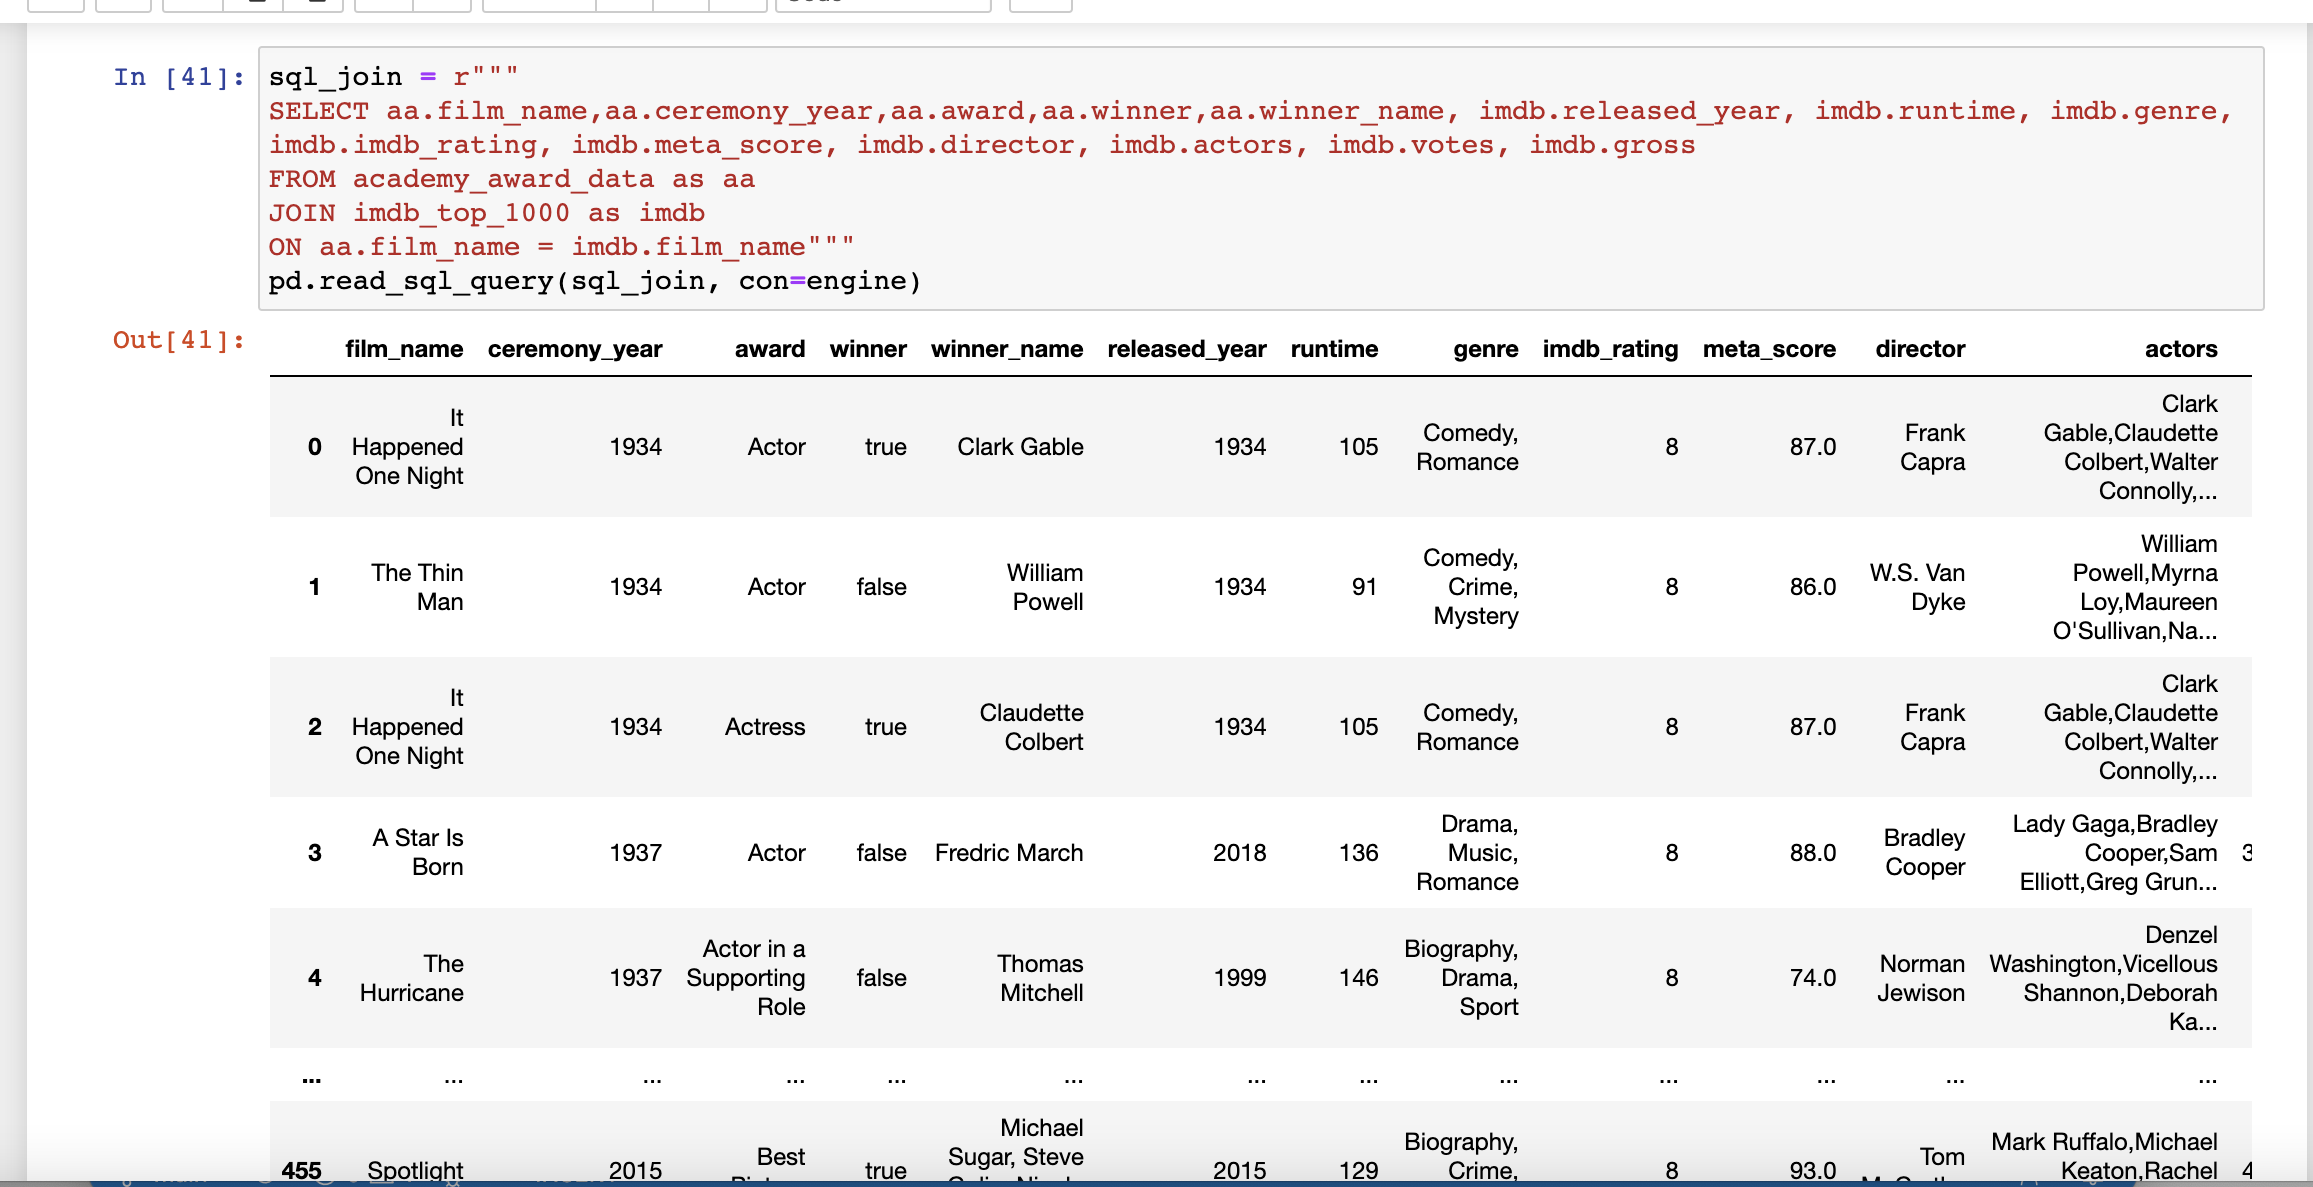 In [41]:
sql_join = r"""
SELECT aa.film_name,aa.ceremony_year,aa.award,aa.winner,aa.winner_name, imdb.released_year, imdb.runtime, imdb.genre,
imdb.imdb_rating, imdb.meta_score, imdb.director, imdb.actors, imdb.votes, imdb.gross
FROM academy_award_data as aa
JOIN imdb_top_1000 as imdb
ON aa.film_name = imdb.film_name"""
pd.read_sql_query(sql_join, con=engine)
Out[41]:
film_name ceremony_year award winner winner_name released_year runtime genre imdb_rating meta_score director actors
0 It Happened One Night 1934 Actor true Clark Gable 1934 105 Comedy, Romance 8 87.0 Frank Capra Clark Gable,Claudette Colbert,Walter Connolly,...
1 The Thin Man 1934 Actor false William Powell 1934 91 Comedy, Crime, Mystery 8 86.0 W.S. Van Dyke William Powell,Myrna Loy,Maureen O'Sullivan,Na...
2 It Happened One Night 1934 Actress true Claudette Colbert 1934 105 Comedy, Romance 8 87.0 Frank Capra Clark Gable,Claudette Colbert,Walter Connolly,...
3 A Star Is Born 1937 Actor false Fredric March 2018 136 Drama, Music, Romance 8 88.0 Bradley Cooper Lady Gaga,Bradley Cooper,Sam Elliott,Greg Grun... 3
4 The Hurricane 1937 Actor in a Supporting Role false Thomas Mitchell 1999 146 Biography, Drama, Sport 8 74.0 Norman Jewison Denzel Washington,Vicellous Shannon,Deborah Ka...
... ... ... ... ... ... ... ... ... ... ... ... ...
455 Spotlight 2015 Best true Michael Sugar, Steve 2015 129 Biography, Crime, 8 93.0 Tom Mark Ruffalo,Michael Keaton,Rachel 4